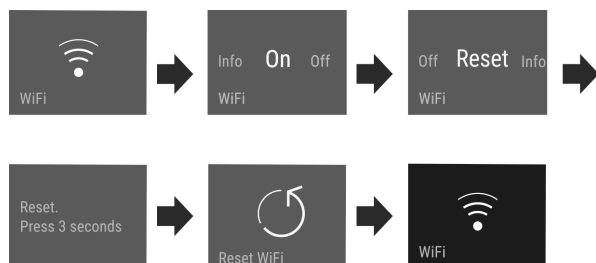 WiFi
Info On Off
WiFi
Off Reset Info
WiFi
Reset.
Press 3 seconds
Reset WiFi
WiFi